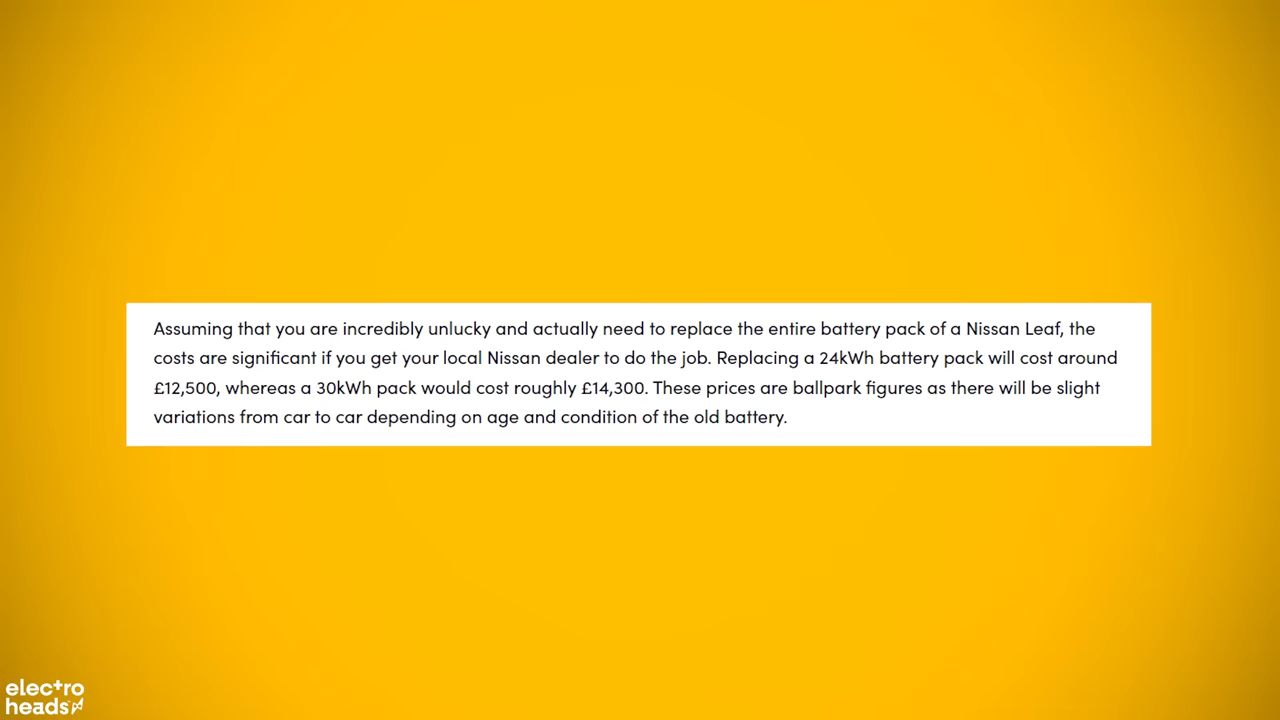 Assuming that you are incredibly unlucky and actually need to replace the entire battery pack of a Nissan Leaf, the
costs are significant if you get your local Nissan dealer to do the job. Replacing a 24kWh battery pack will cost around
£12,500, whereas a 30kWh pack would cost roughly £14,300. These prices are ballpark figures as there will be slight
variations from car to car depending on age and condition of the old battery.
electro
heads